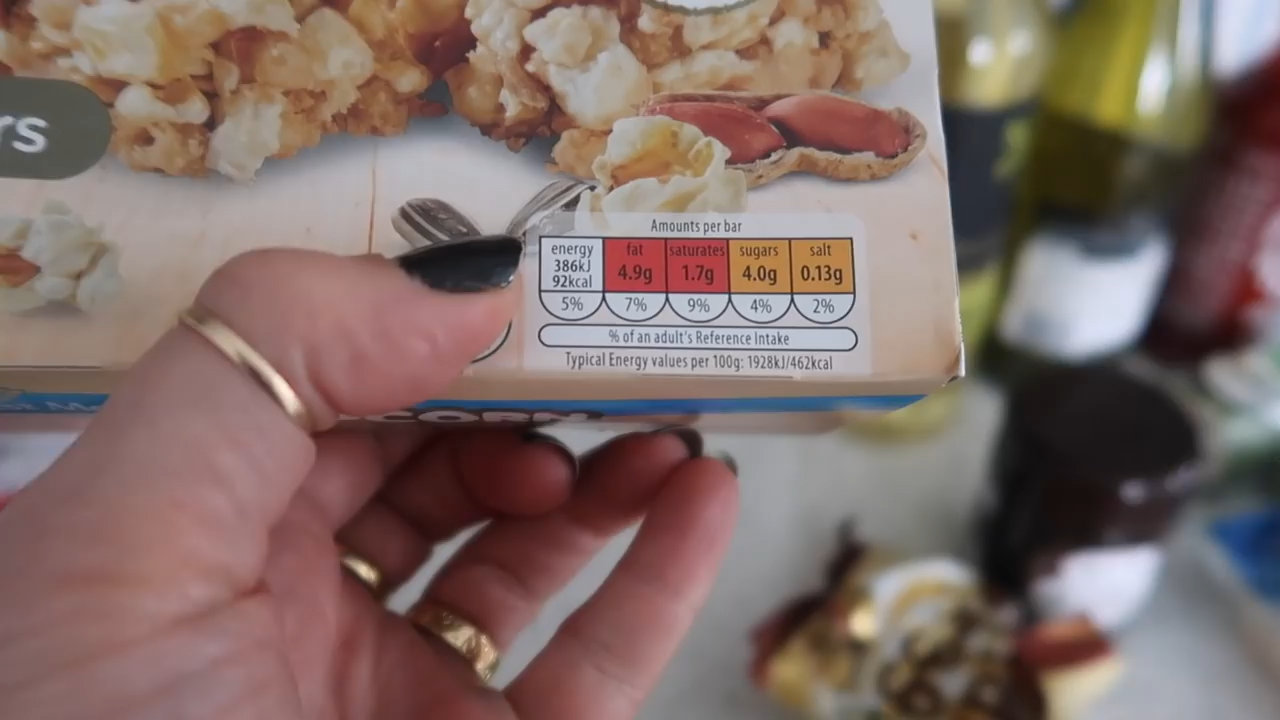 rs
Amounts per bar
energy fat saturates sugars salt
386kJ 4.9g 1.7g 4.0g 0.13g
92kcal
5% 7% 9% 4% 2%
% of an adult's Reference Intake
Typical Energy values per 100g: 1928kJ/462kcal
CORN